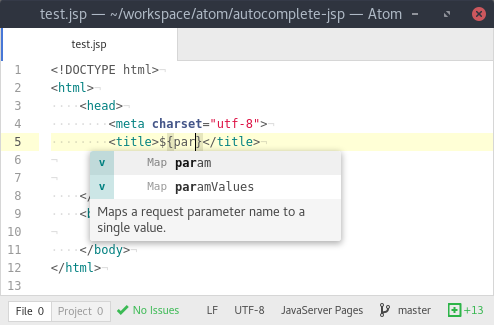 test.jsp — ~/workspace/atom/autocomplete-jsp — Atom
test.jsp
1 <!DOCTYPE html>¬
2 <html>¬
3 ····<head>¬
4 ········<meta charset="utf-8">¬
5 ········<title>${par}</title>¬
6 ¬
v Map param
7 ¬
v Map paramValues
8 ····</
Maps a request parameter name to a
9 ····<b
single value.
10 ¬
11 ····</body>¬
12 </html>¬
13
File 0 Project 0 No Issues LF UTF-8 JavaServer Pages master +13